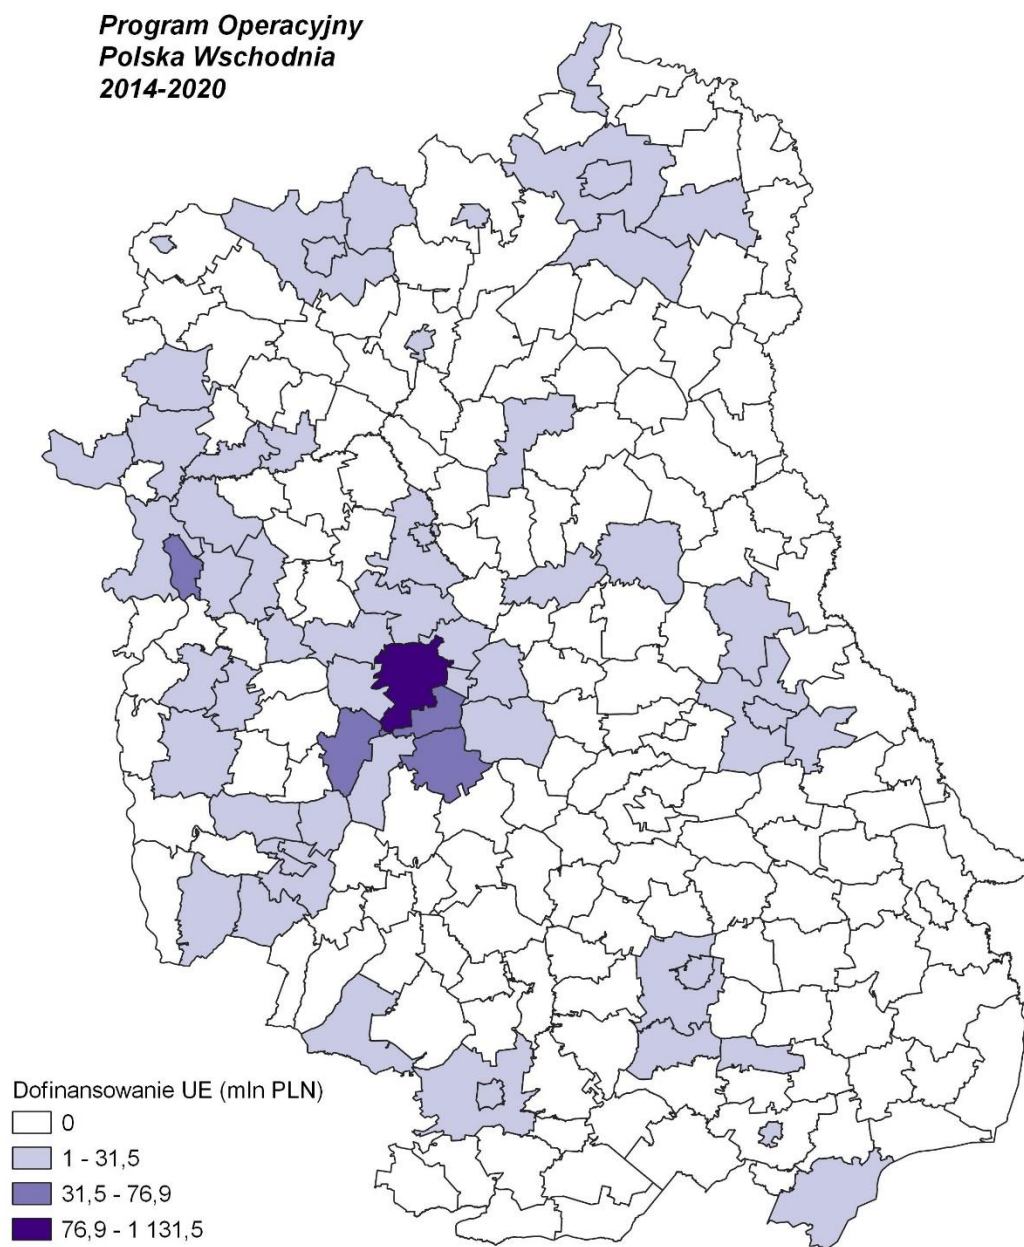 Program Operacyjny
Polska Wschodnia
2014-2020
Dofinansowanie UE (mln PLN)
0
1 - 31,5
31,5 - 76,9
76,9 - 1 131,5